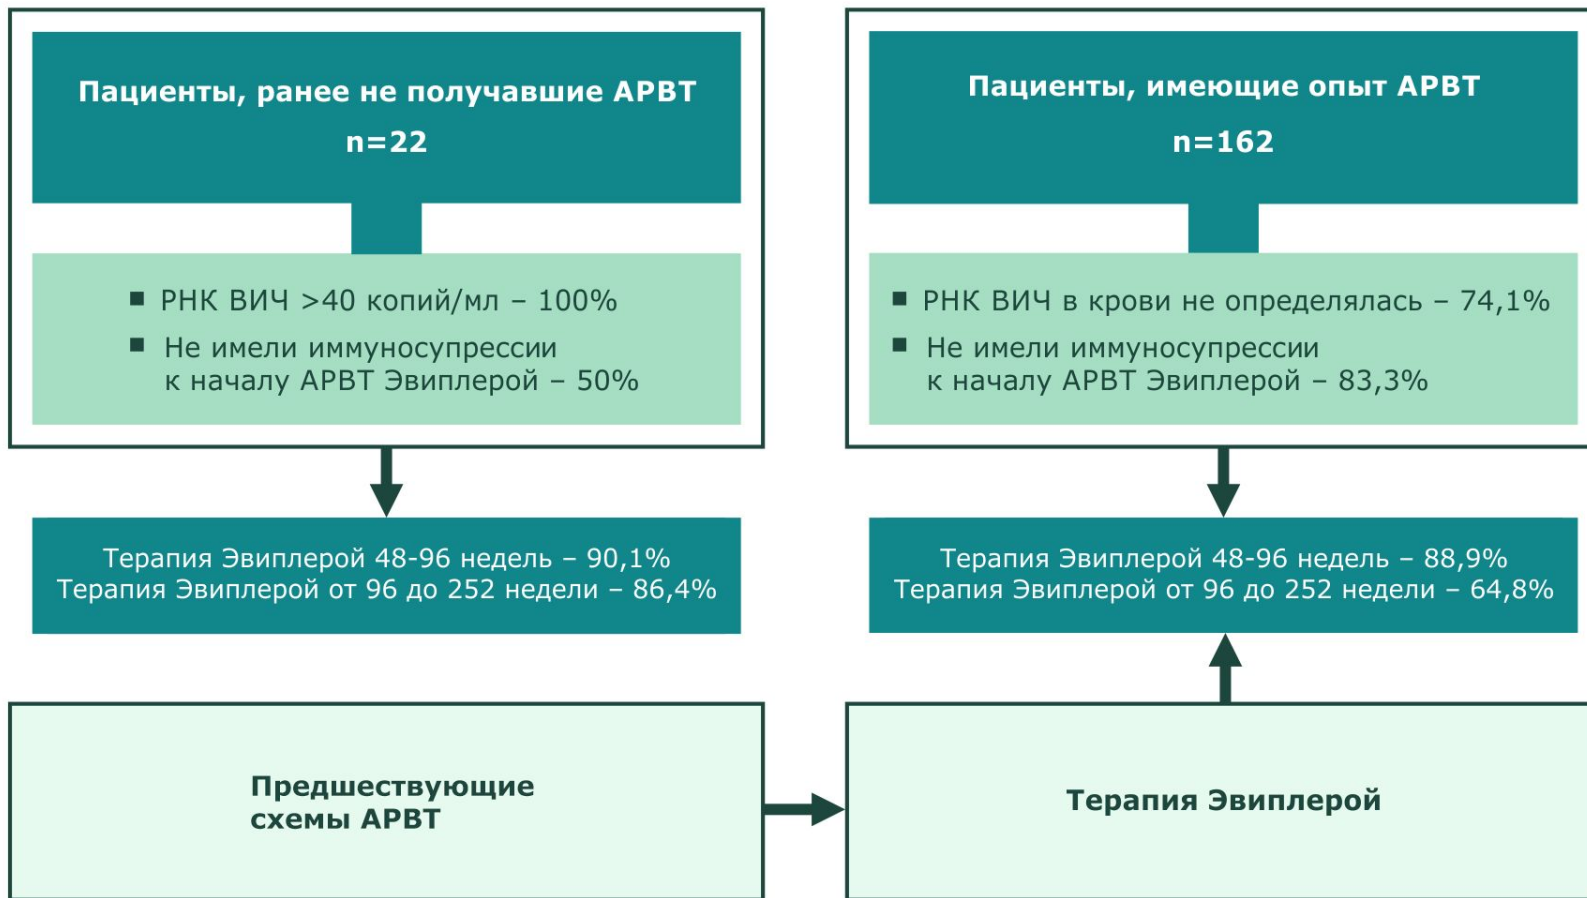 Пациенты, ранее не получавшие АРВТ
n=22
■ РНК ВИЧ >40 копий/мл – 100%
■ Не имели иммуносупрессии
к началу АРВТ Эвиплерой – 50%
Терапия Эвиплерой 48-96 недель – 90,1%
Терапия Эвиплерой от 96 до 252 недели – 86,4%
Пациенты, имеющие опыт АРВТ
n=162
■ РНК ВИЧ в крови не определялась – 74,1%
■ Не имели иммуносупрессии
к началу АРВТ Эвиплерой – 83,3%
Терапия Эвиплерой 48-96 недель – 88,9%
Терапия Эвиплерой от 96 до 252 недели – 64,8%
Предшествующие
схемы АРВТ
Терапия Эвиплерой